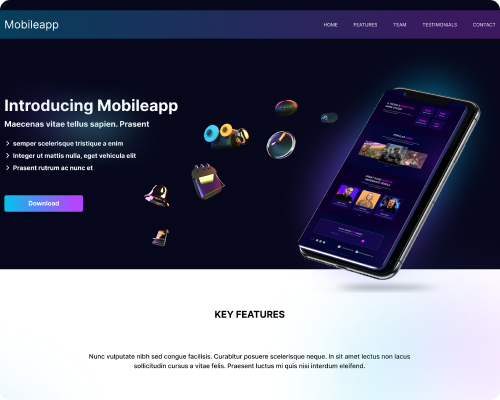 Mobileapp
HOME
FEATURES
TEAM
TESTIMONIALS
CONTACT
Introducing Mobileapp
Maecenas vitae tellus sapien. Prasent
semper scelerisque tristique a enim
Integer ut mattis nulla, eget vehicula elit
Prasent rutrum ac nunc et
Download
KEY FEATURES
Nunc vulputate nibh sed congue facilisis. Curabitur posuere scelerisque neque. In sit amet lectus non lacus
sollicitudin cursus a vitae felis. Praesent luctus mi quis nisi interdum eleifend.